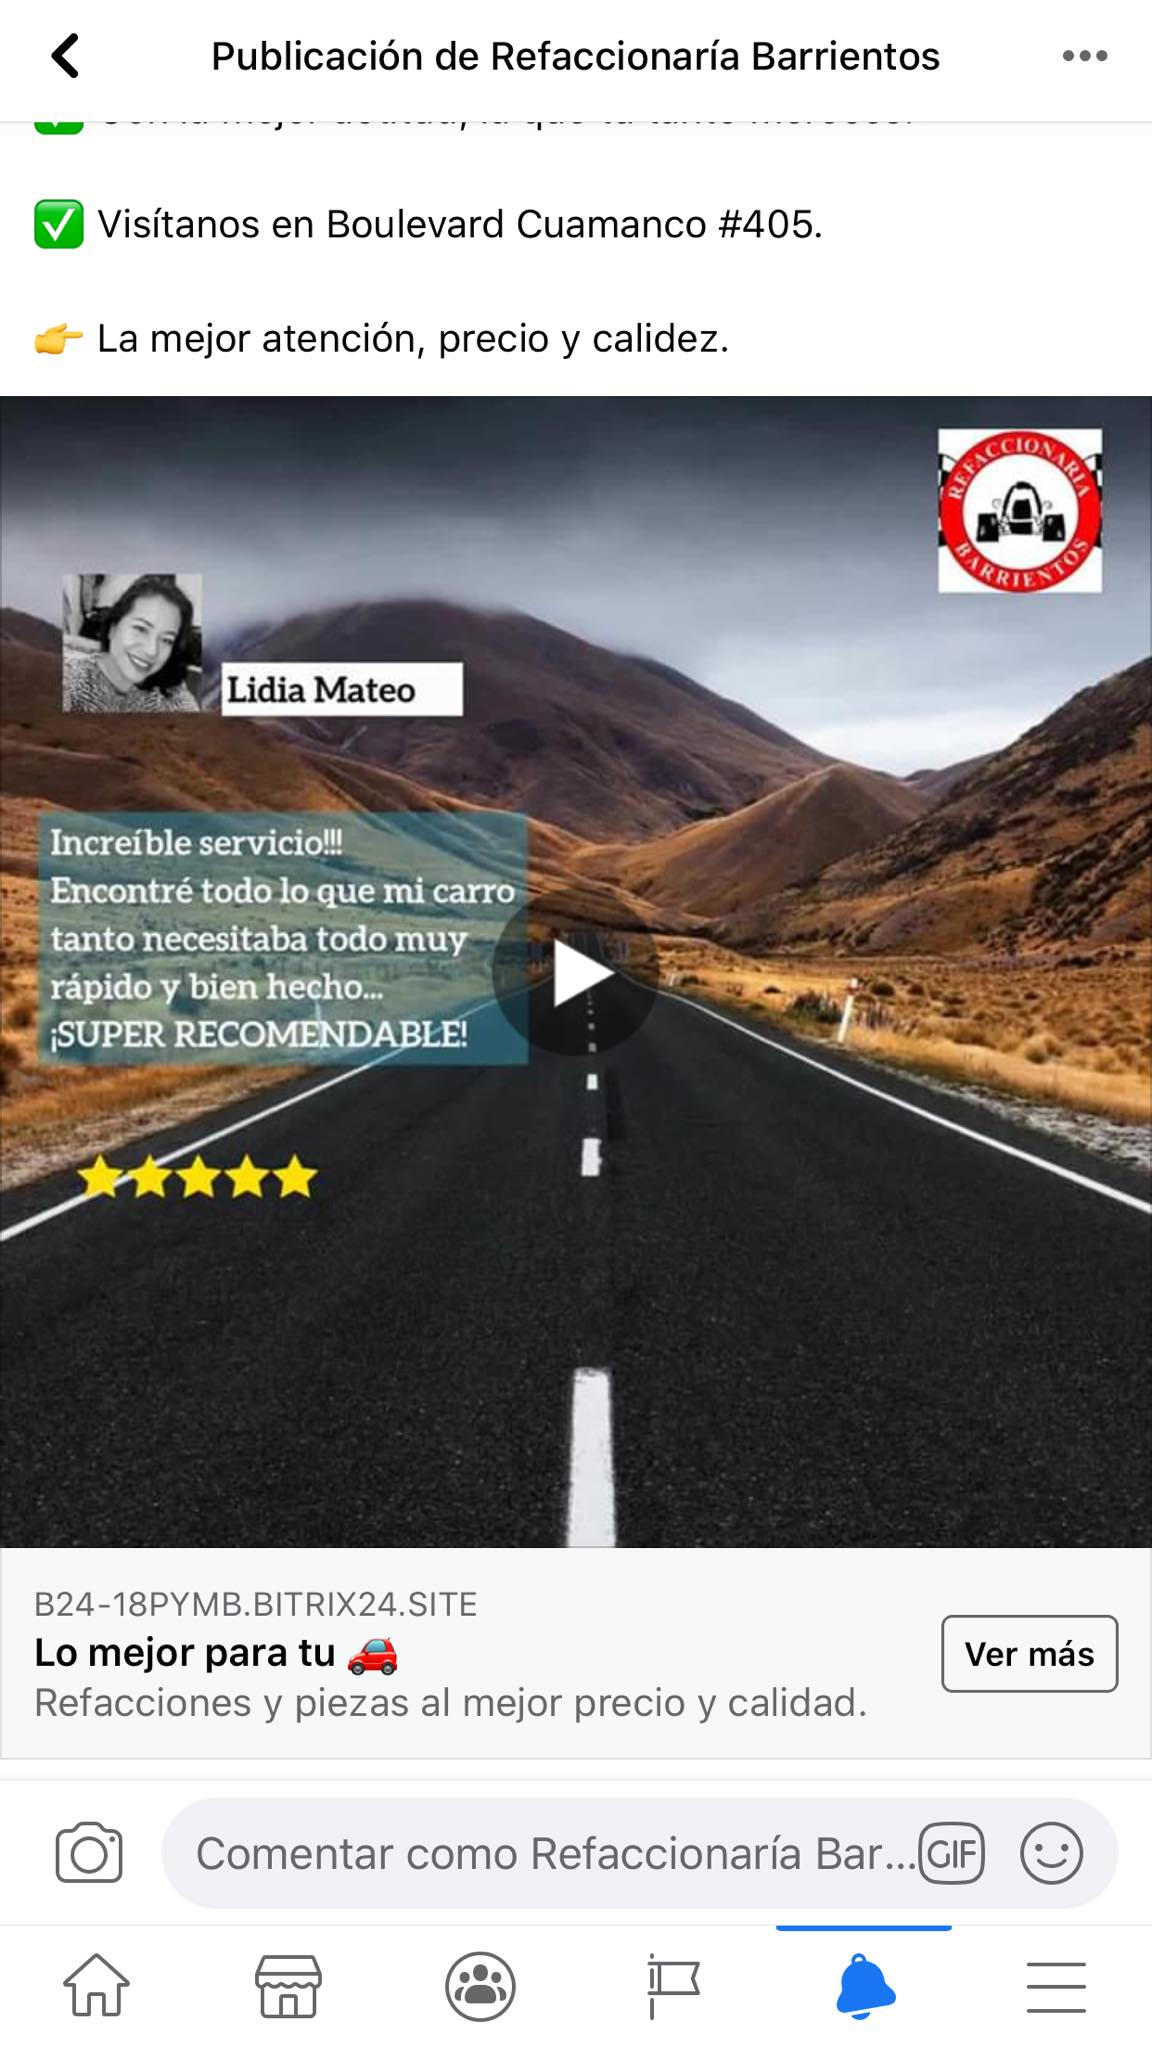 Publicación de Refaccionaría Barrientos
Visítanos en Boulevard Cuamanco #405.
La mejor atención, precio y calidez.
REFACCIONARIA
BARRIENTOS
Lidia Mateo
Increíble servicio!!!
Encontré todo lo que mi carro
tanto necesitaba todo muy
rápido y bien hecho...
¡SUPER RECOMENDABLE!
B24-18PYMB.BITRIX24.SITE
Lo mejor para tu
Ver más
Refacciones y piezas al mejor precio y calidad.
Comentar como Refaccionaría Bar...
GIF